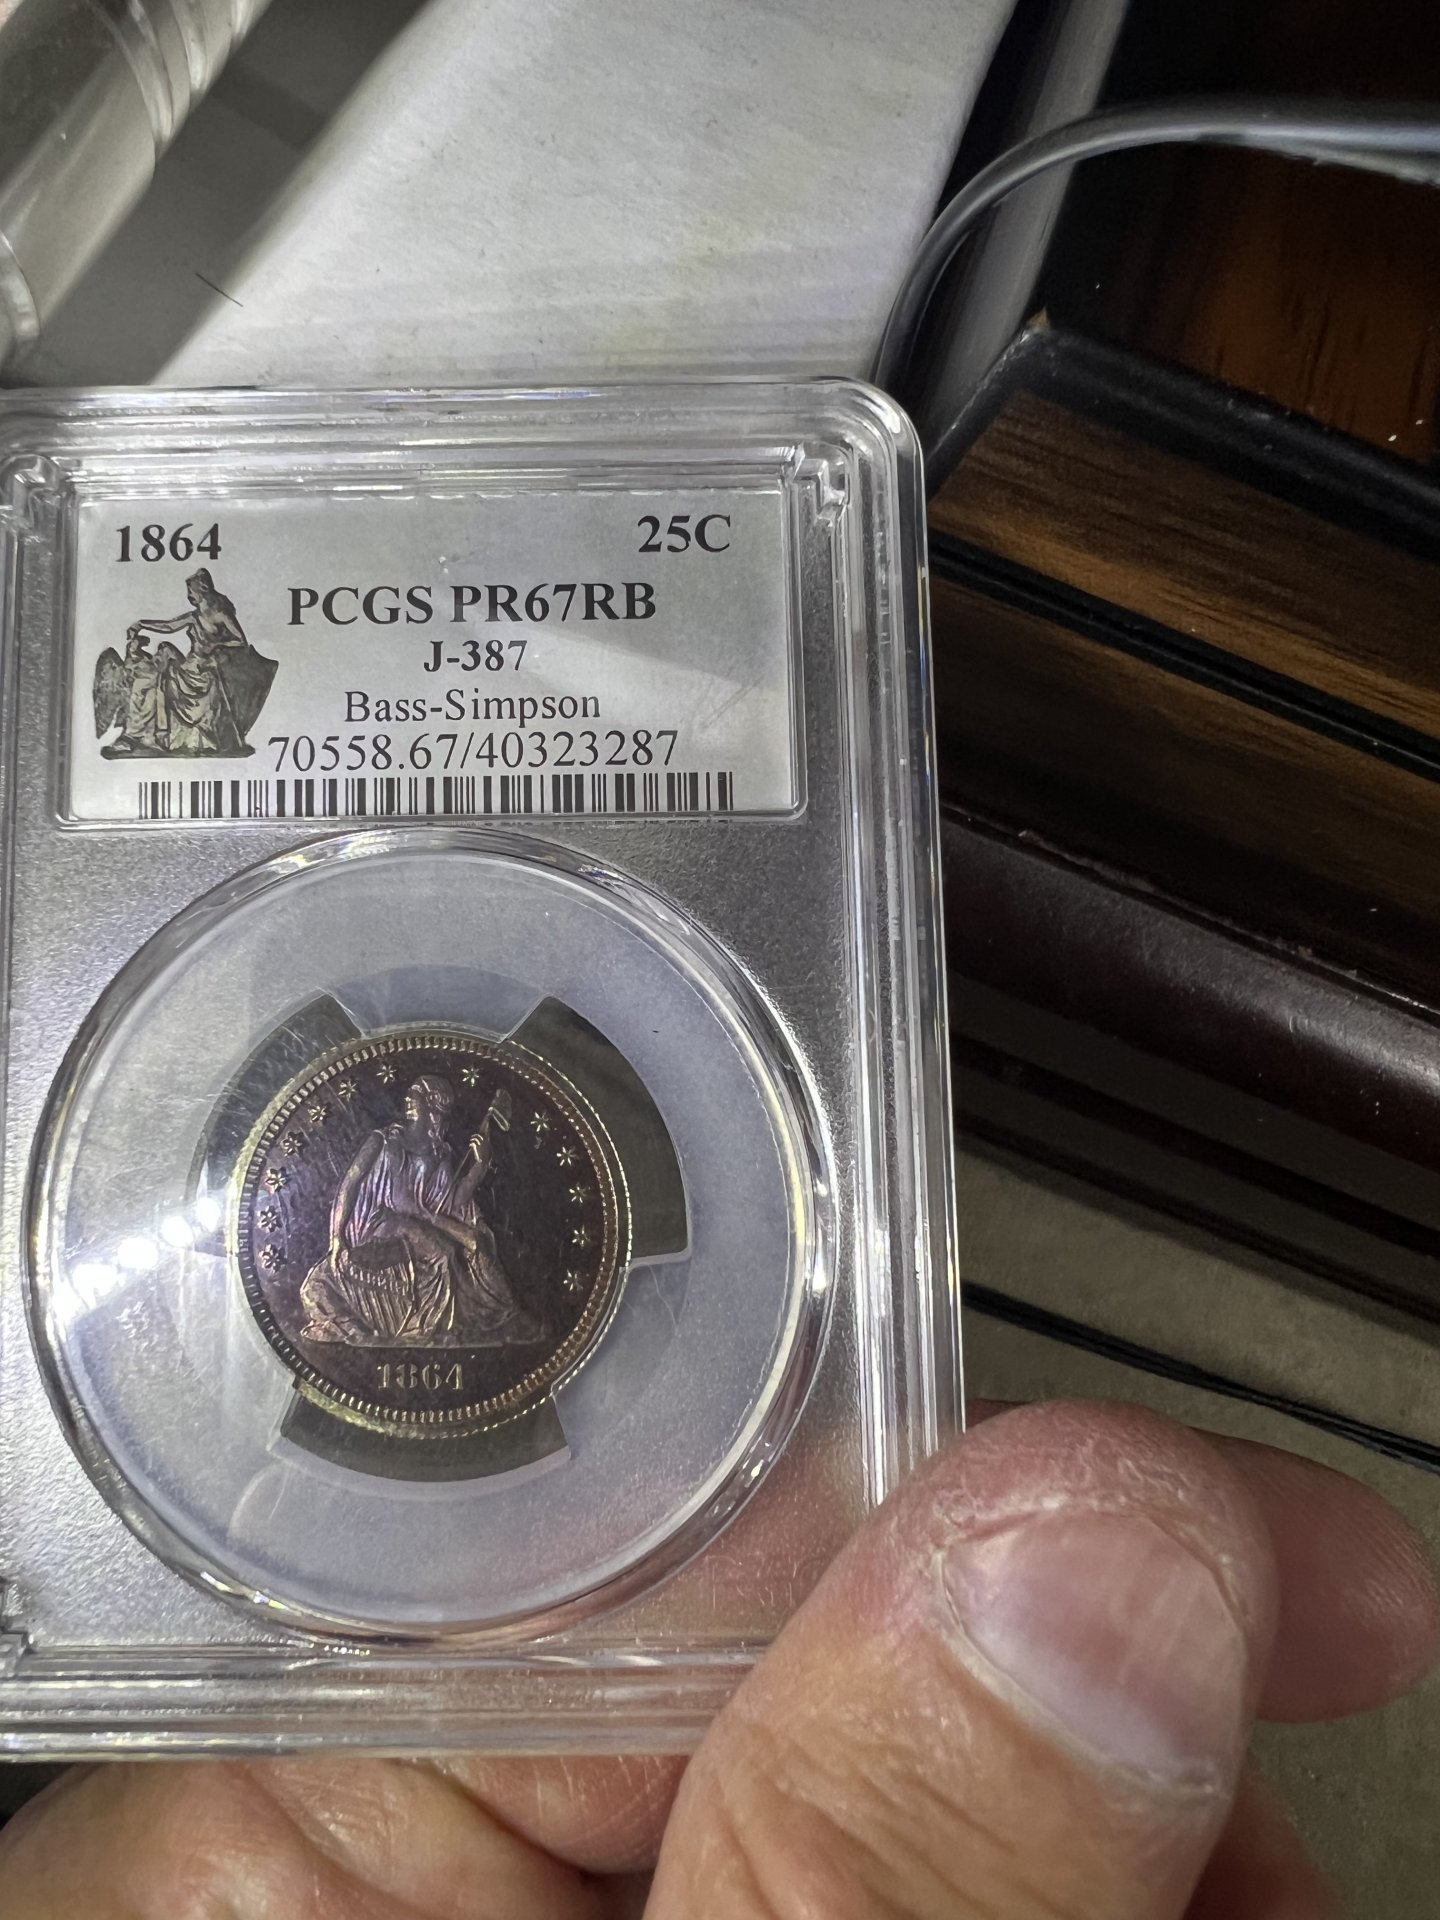 1864 25C
PCGS PR67RB
J-387
Bass-Simpson
70558.67/40323287
1864